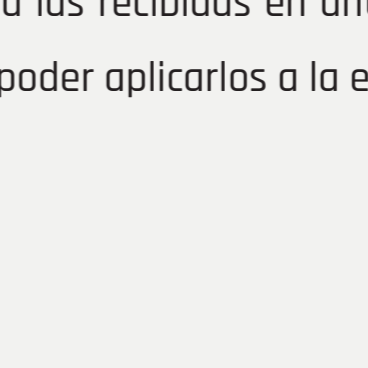 las recibidas en
poder aplicarlos a la